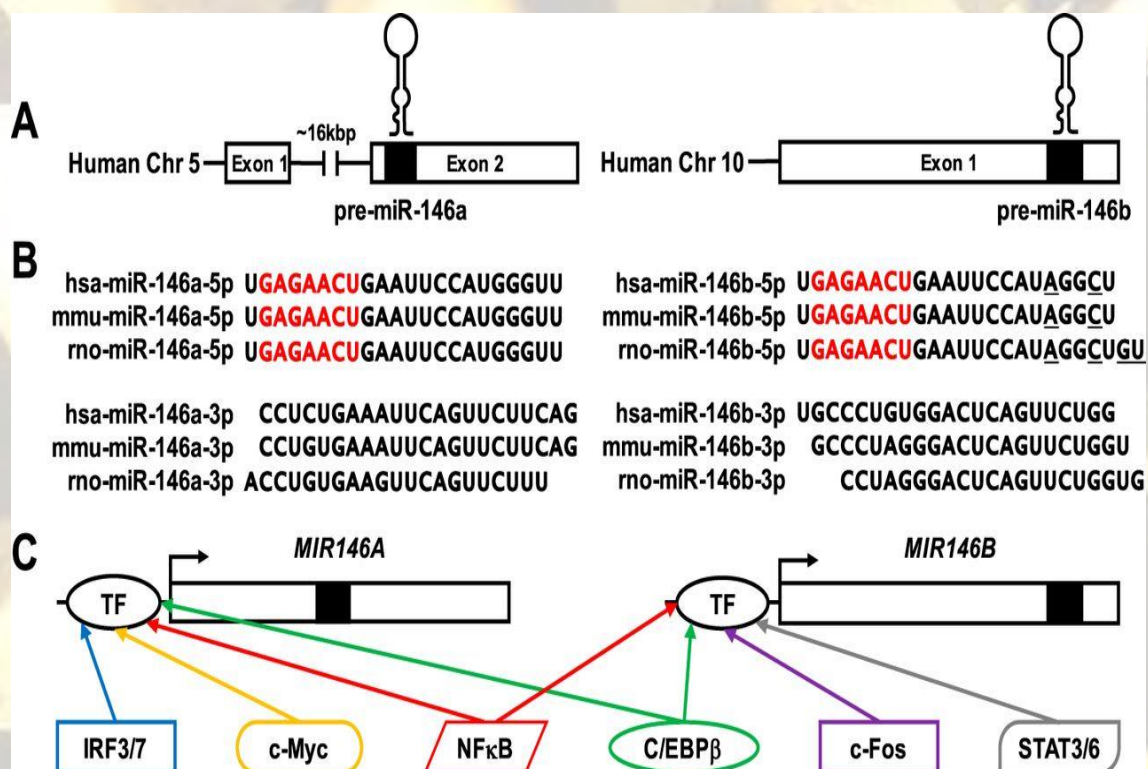 A
~16kbp
Human Chr 5 Exon 1 Exon 2
pre-miR-146a
Human Chr 10 Exon 1
pre-miR-146b
B
hsa-miR-146a-5p UGAGAACUGAAUUCCAUGGGUU
mmu-miR-146a-5p UGAGAACUGAAUUCCAUGGGUU
rno-miR-146a-5p UGAGAACUGAAUUCCAUGGGUU
hsa-miR-146a-3p CCUCUGAAAUUCAGUUCUUCAG
mmu-miR-146a-3p CCUGUGAAAUUCAGUUCUUCAG
rno-miR-146a-3p ACCUGUGAAGUUCAGUUCUUU
hsa-miR-146b-5p UGAGAACUGAAUUCCAUAGGCU
mmu-miR-146b-5p UGAGAACUGAAUUCCAUAGGCU
rno-miR-146b-5p UGAGAACUGAAUUCCAUAGGCUGU
hsa-miR-146b-3p UGCCCUGUGGACUCAGUUCUGG
mmu-miR-146b-3p GCCCUAGGGACUCAGUUCUGGU
rno-miR-146b-3p CCUAGGGACUCAGUUCUGGUG
C
MIR146A
TF
MIR146B
TF
IRF3/7
c-Myc
NFκB
C/EBPβ
c-Fos
STAT3/6